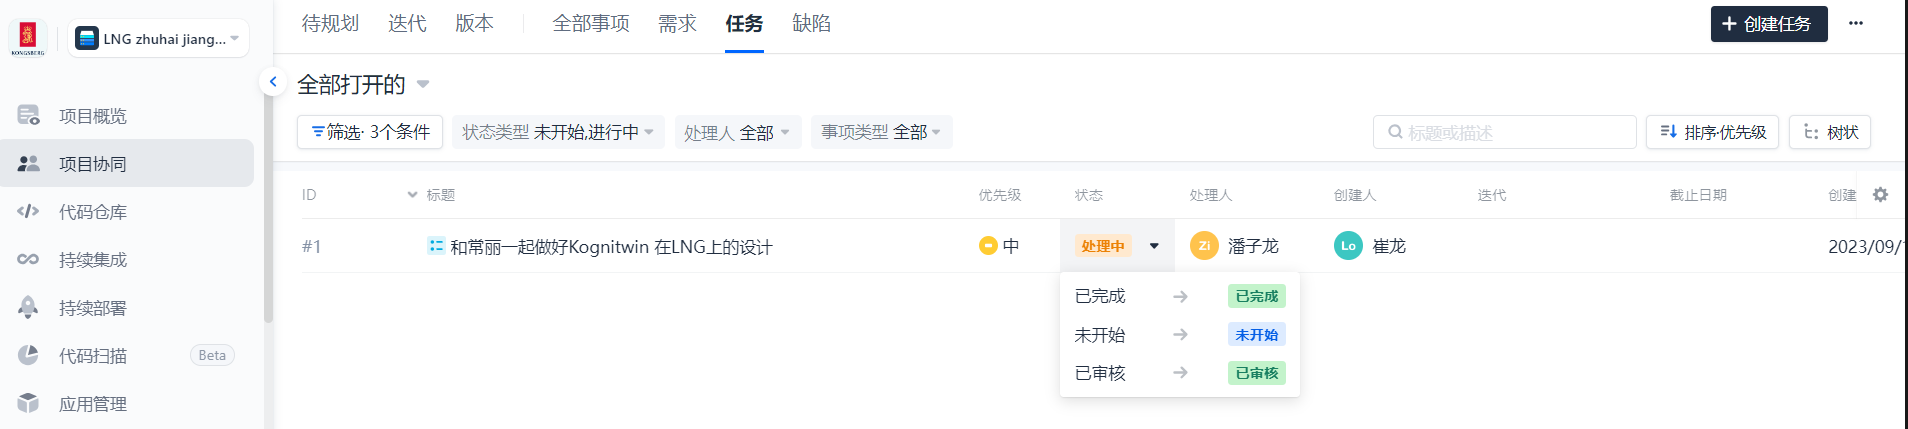 KONGSBERG
LNG zhuhai jiang...
项目概览
项目协同
代码仓库
持续集成
持续部署
代码扫描 Beta
应用管理
待规划 迭代 版本 全部事项 需求 任务 缺陷
创建任务
全部打开的
筛选· 3个条件 状态类型 未开始,进行中 处理人 全部 事项类型 全部
标题或描述 排序·优先级 树状
ID 标题 优先级 状态 处理人 创建人 迭代 截止日期 创建
#1 和常丽一起做好Kognitwin 在LNG上的设计 中 处理中 Zi 潘子龙 Lo 崔龙 2023/09/
已完成 已完成
未开始 未开始
已审核 已审核